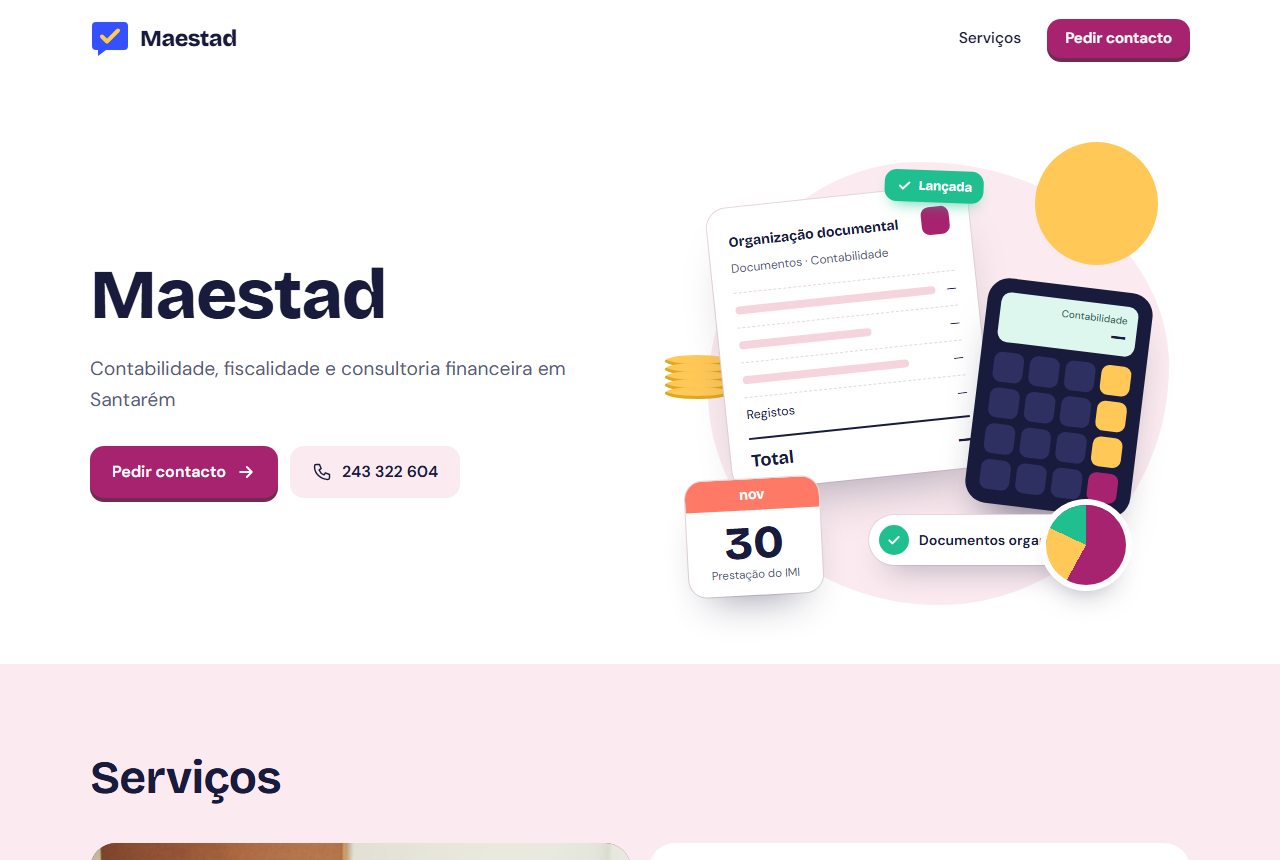 Maestad
Serviços
Pedir contacto
Maestad
Contabilidade, fiscalidade e consultoria financeira em
Santarém
Pedir contacto
243 322 604
Lançada
Organização documental
Documentos · Contabilidade
—
—
—
Registos —
Total —
Contabilidade
—
nov
30
Prestação do IMI
Documentos
Serviços